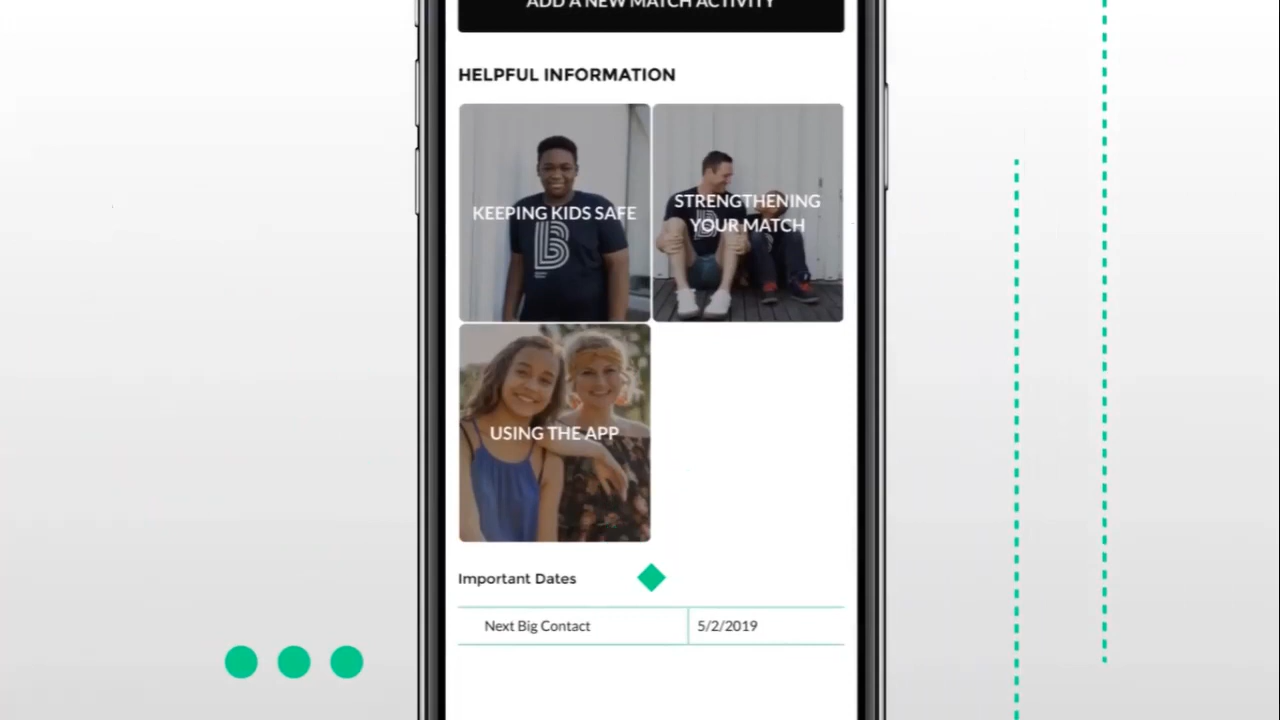 ADD A NEW MATCH ACTIVITY
HELPFUL INFORMATION
KEEPING KIDS SAFE
STRENGTHENING
YOUR MATCH
B
B
USING THE APP
Important Dates
Next Big Contact
5/2/2019